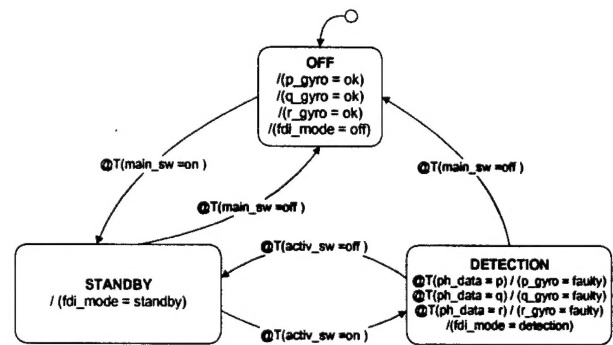 OFF
/(p_gyro = ok)
/(q_gyro = ok)
/(r_gyro = ok)
/(fdi_mode = off)
@T(main_sw =on )
@T(main_sw =off )
@T(main_sw =off )
@T(activ_sw =off )
STANDBY
/ (fdi_mode = standby)
DETECTION
@T(ph_data = p) / (p_gyro = faulty)
@T(ph_data = q) / (q_gyro = faulty)
@T(ph_data = r) / (r_gyro = faulty)
/(fdi_mode = detection)
@T(activ_sw =on )